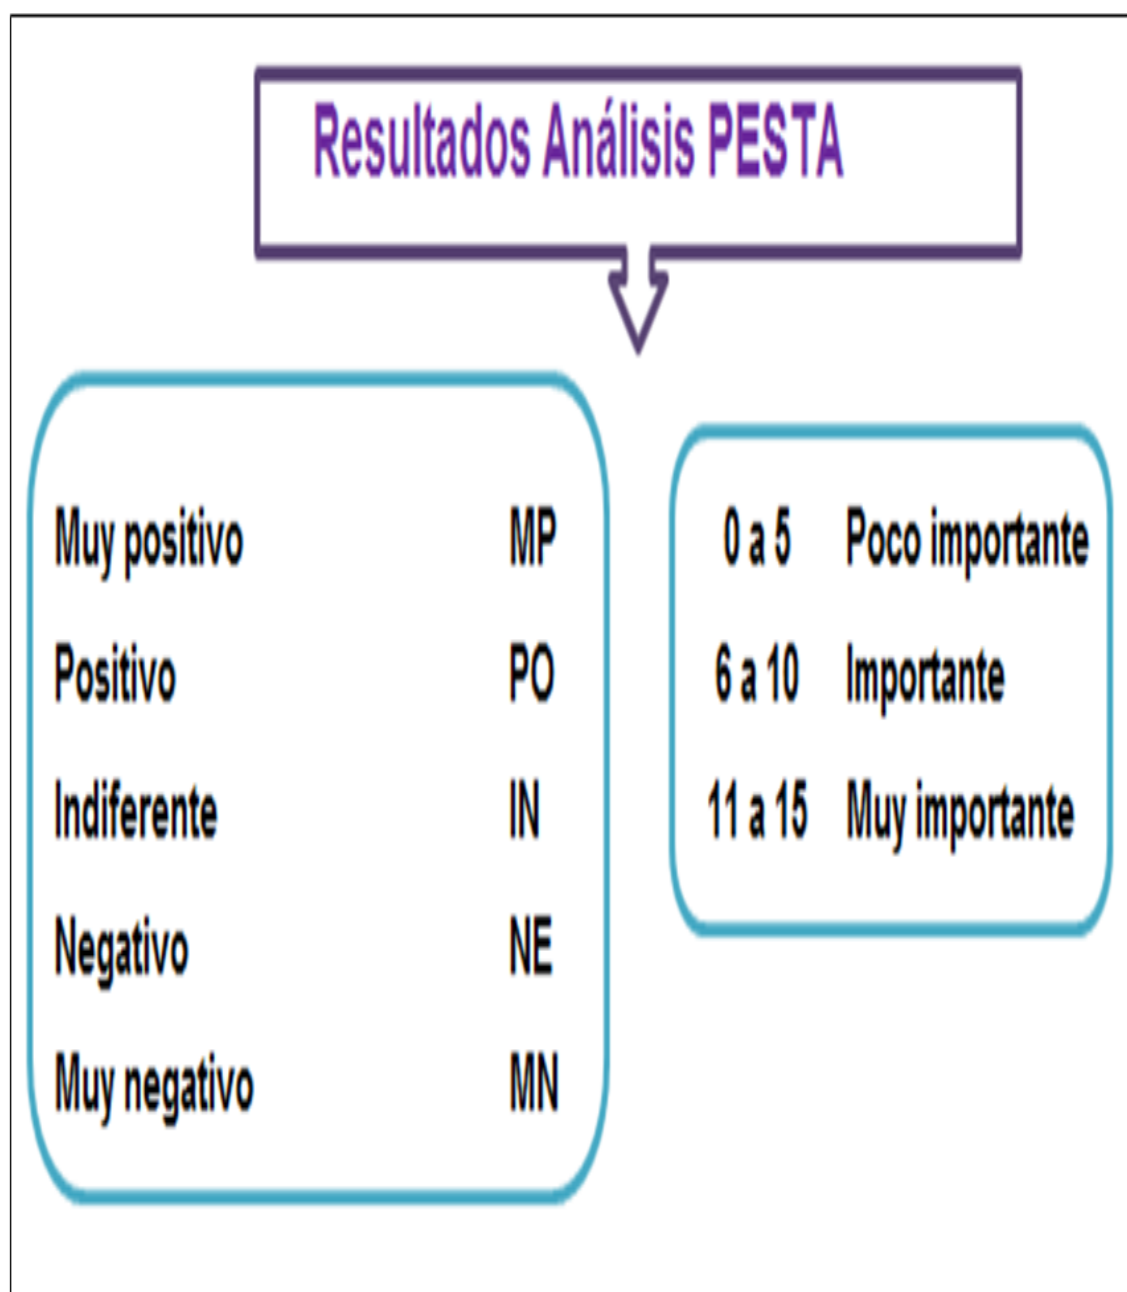 Resultados Análisis PESTA
Muy positivo MP
Positivo PO
Indiferente IN
Negativo NE
Muy negativo MN
0 a 5 Poco importante
6 a 10 Importante
11 a 15 Muy importante